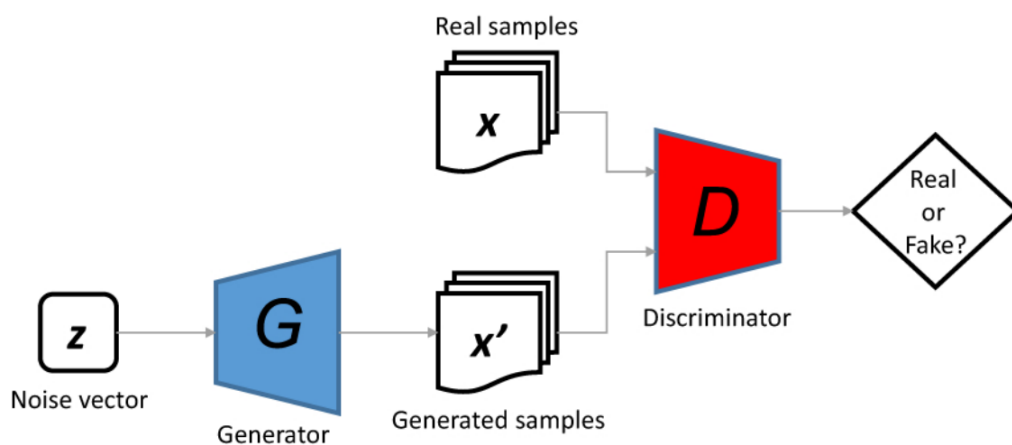 Real samples
x
D
Real
or
Fake?
Discriminator
z
G
x’
Noise vector
Generator
Generated samples